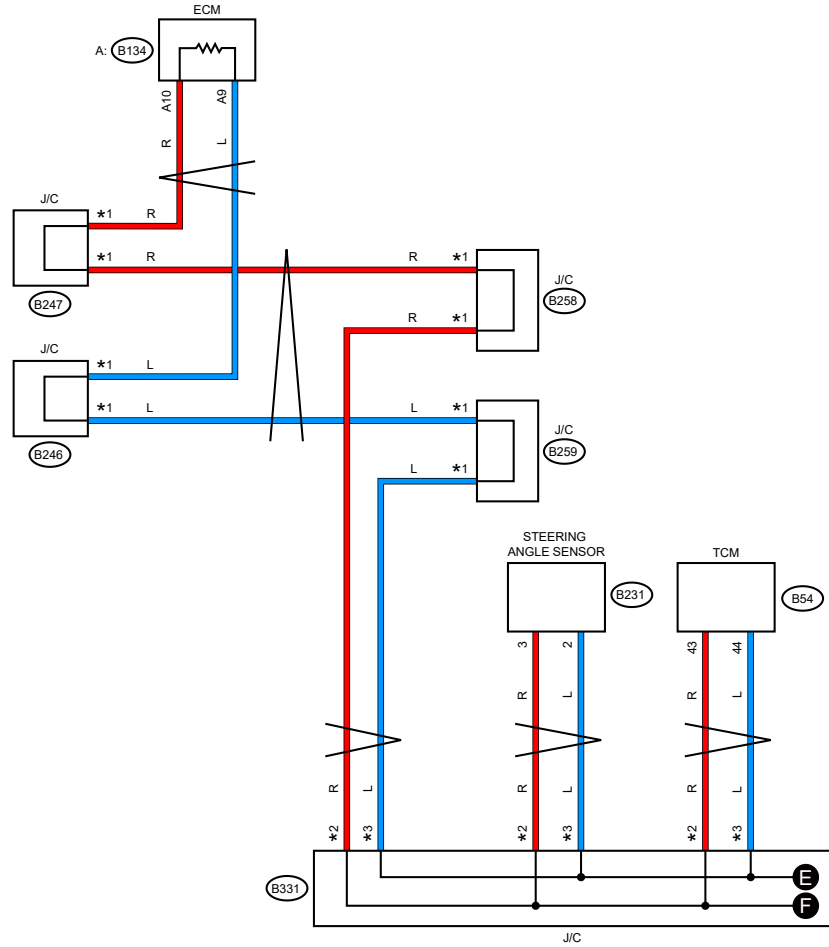 ECM
A: B134
A10 A9
R L
J/C
*1 R
*1 R
R *1
J/C
B247
B258
R *1
J/C
*1 L
*1 L
L *1
J/C
B246
B259
L *1
STEERING
ANGLE SENSOR
TCM
B231
B54
3 2 43 44
R L R L
R L R L R L
*2 *3 *2 *3 *2 *3
B331
E
F
J/C